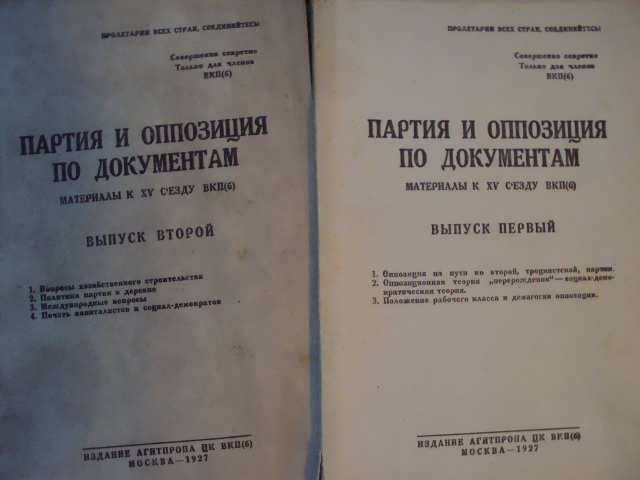 ПРОЛЕТАРИИ ВСЕХ СТРАН, СОЕДИНЯЙТЕСЬ
Совершенно секретно
Только для членов
ВКП(б)
ПАРТИЯ И ОППОЗИЦИЯ
ПО ДОКУМЕНТАМ
МАТЕРИАЛЫ К XV С'ЕЗДУ ВКП(б)
ВЫПУСК ВТОРОЙ
1. Вопросы хозяйственного строительства
2. Политика партии в деревне
3. Международные вопросы
4. Печать капиталистов и социал-демократов
ИЗДАНИЕ АГИТПРОПА ЦК ВКП(б)
МОСКВА—1927
ПРОЛЕТАРИИ ВСЕХ СТРАН, СОЕДИНЯЙТЕСЬ
Совершенно секретно
Только для членов
ВКП(б)
ПАРТИЯ И ОППОЗИЦИЯ
ПО ДОКУМЕНТАМ
МАТЕРИАЛЫ К XV С'ЕЗДУ ВКП(б)
ВЫПУСК ПЕРВЫЙ
1. Оппозиция на пути ко второй, троцкистской, партии.
2. Оппозиционная теория „перерождения"—социал-демо-
кратическая теория.
3. Положение рабочего класса и демагогия оппозиции.
ИЗДАНИЕ АГИТПРОПА ЦК ВКП(б)
МОСКВА—1927